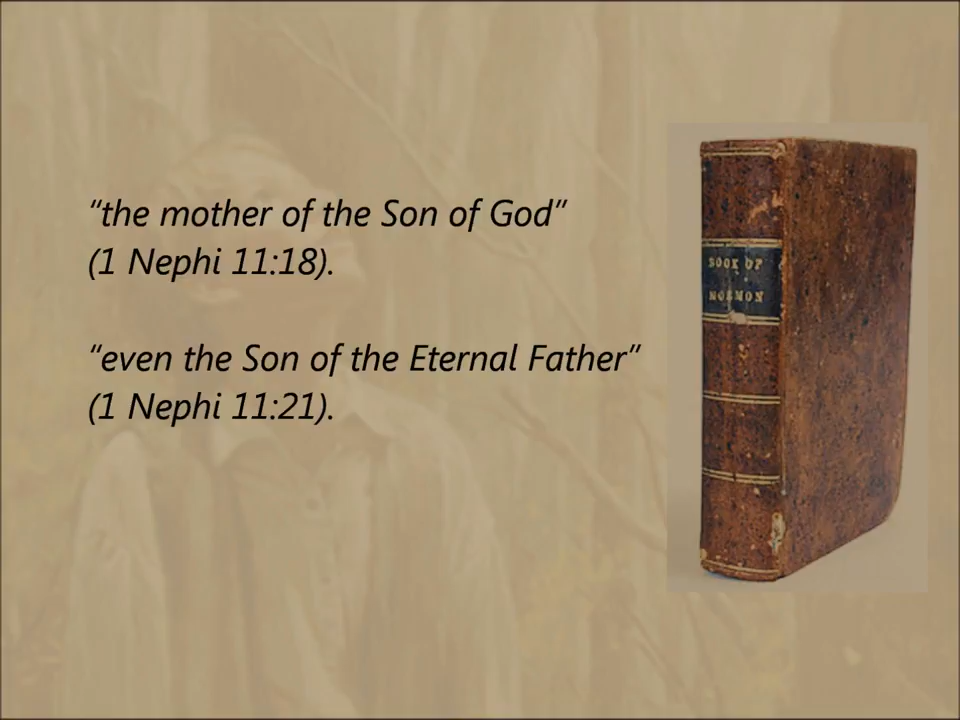 “the mother of the Son of God”
(1 Nephi 11:18).
“even the Son of the Eternal Father”
(1 Nephi 11:21).
BOOK OF
MORMON